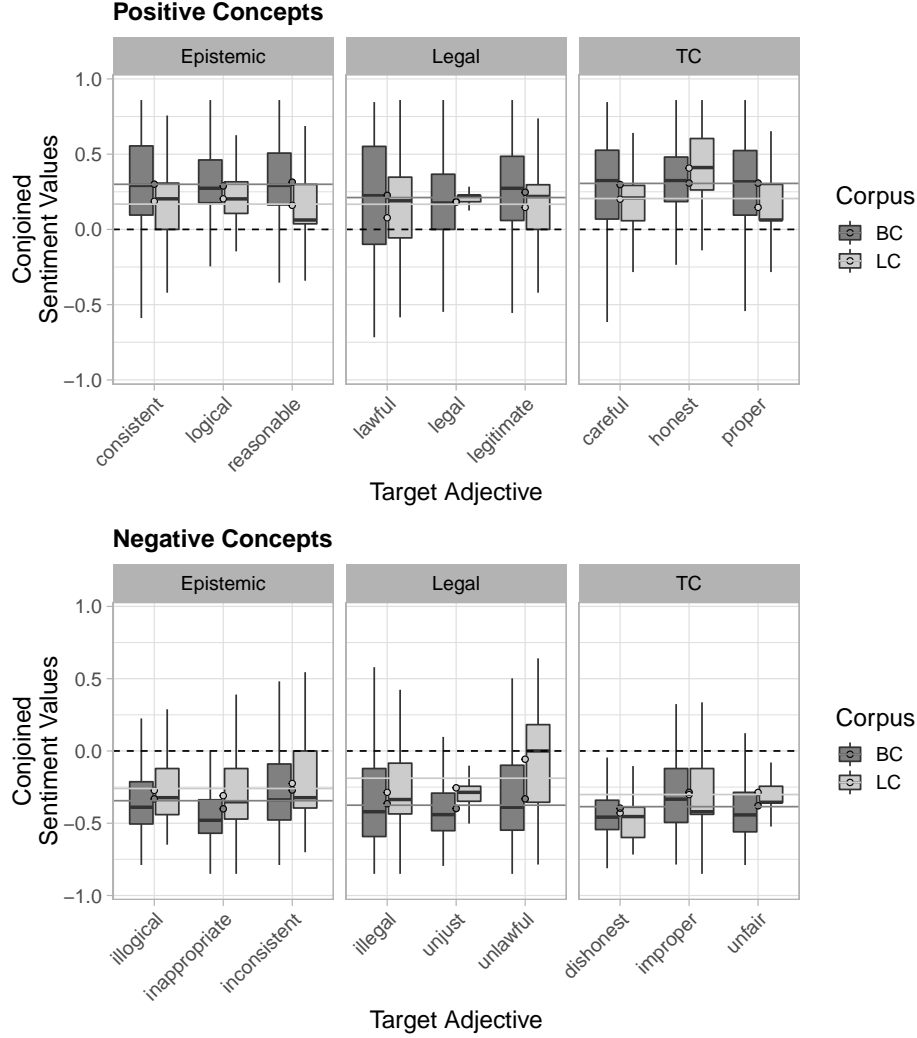 Positive Concepts
Epistemic
Legal
TC
1.0
0.5
0.0
−0.5
−1.0
Conjoined
Sentiment Values
consistent
logical
reasonable
lawful
legal
legitimate
careful
honest
proper
Target Adjective
Corpus
BC
LC
Negative Concepts
Epistemic
Legal
TC
1.0
0.5
0.0
−0.5
−1.0
Conjoined
Sentiment Values
illogical
inappropriate
inconsistent
illegal
unjust
unlawful
dishonest
improper
unfair
Target Adjective
Corpus
BC
LC